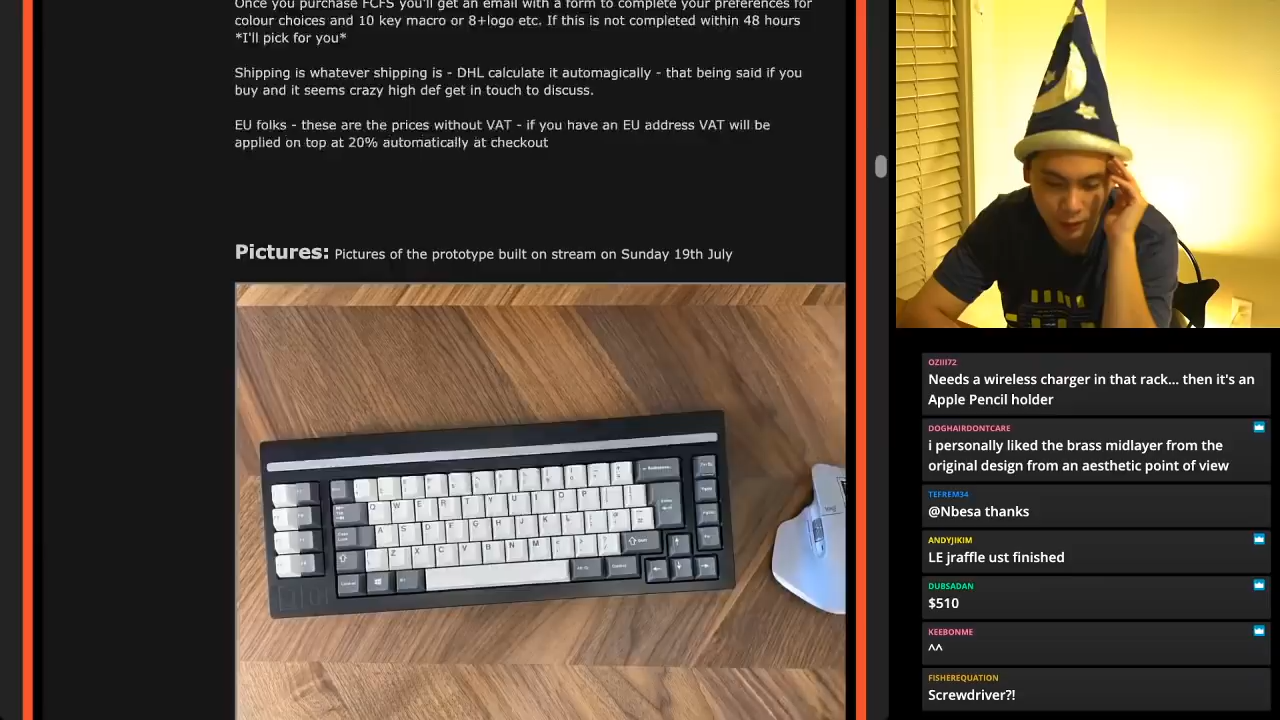 Once you purchase FCFS you'll get an email with a form to complete your preferences for
colour choices and 10 key macro or 8+logo etc. If this is not completed within 48 hours
*I'll pick for you*
Shipping is whatever shipping is - DHL calculate it automagically - that being said if you
buy and it seems crazy high def get in touch to discuss.
EU folks - these are the prices without VAT - if you have an EU address VAT will be
applied on top at 20% automatically at checkout
Pictures: Pictures of the prototype built on stream on Sunday 19th July
OZIII72
Needs a wireless charger in that rack... then it's an
Apple Pencil holder
DOGHAIRDONTCARE
i personally liked the brass midlayer from the
original design from an aesthetic point of view
TEFREM34
@Nbesa thanks
ANDYJIKIM
LE jraffle ust finished
DUBSADAN
$510
KEEBONME
^^
FISHEREQUATION
Screwdriver?!